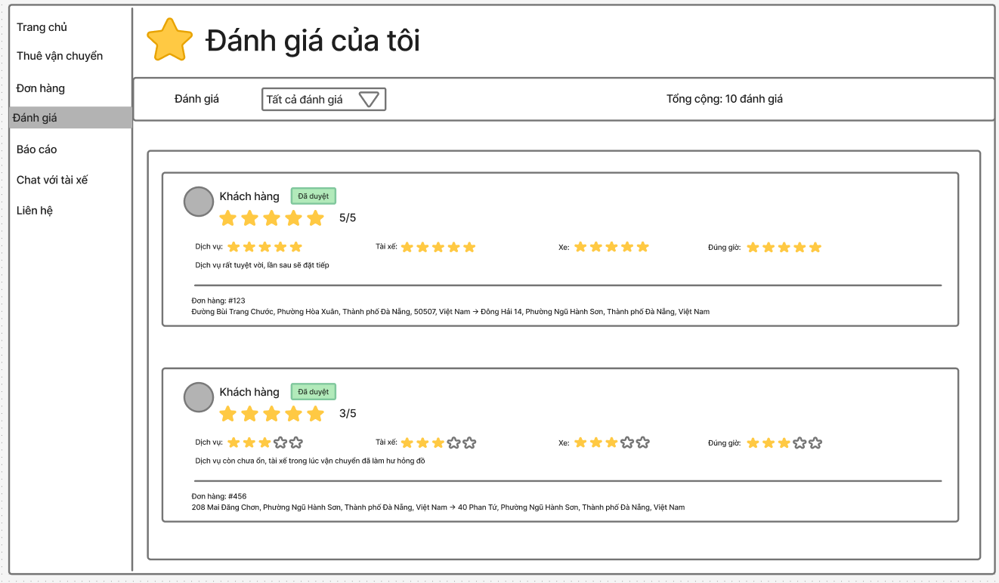 Trang chủ
Thuê vận chuyển
Đơn hàng
Đánh giá
Báo cáo
Chat với tài xế
Liên hệ
Đánh giá của tôi
Đánh giá
Tất cả đánh giá
Tổng cộng: 10 đánh giá
Khách hàng
Đã duyệt
5/5
Dịch vụ:
Tài xế:
Xe:
Đúng giờ:
Dịch vụ rất tuyệt vời, lần sau sẽ đặt tiếp
Đơn hàng: #123
Đường Bùi Trang Chước, Phường Hòa Xuân, Thành phố Đà Nẵng, 50507, Việt Nam → Đông Hải 14, Phường Ngũ Hành Sơn, Thành phố Đà Nẵng, Việt Nam
Khách hàng
Đã duyệt
3/5
Dịch vụ:
Tài xế:
Xe:
Đúng giờ:
Dịch vụ còn chưa ổn, tài xế trong lúc vận chuyển đã làm hư hỏng đồ
Đơn hàng: #456
208 Mai Đăng Chơn, Phường Ngũ Hành Sơn, Thành phố Đà Nẵng, Việt Nam → 40 Phan Tứ, Phường Ngũ Hành Sơn, Thành phố Đà Nẵng, Việt Nam